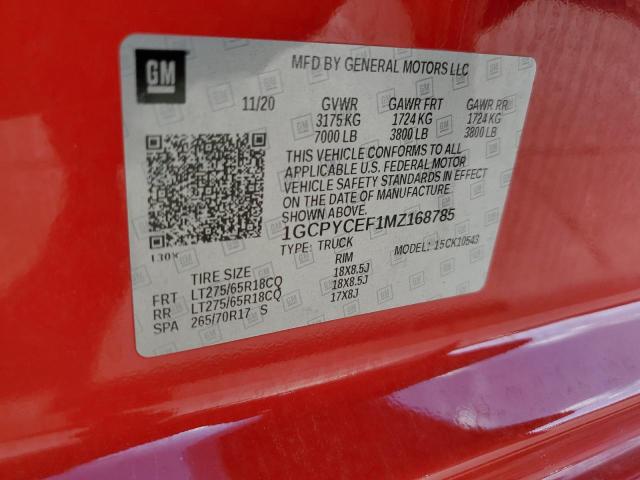 GM
MFD BY GENERAL MOTORS LLC
11/20 GVWR GAWR FRT GAWR RR
3175 KG 1724 KG 1724 KG
7000 LB 3800 LB 3800 LB
THIS VEHICLE CONFORMS TO ALL
APPLICABLE U.S. FEDERAL MOTOR
VEHICLE SAFETY STANDARDS IN EFFECT
ON THE DATE OF MANUFACTURE
SHOWN ABOVE.
1GCPYCEF1MZ168785
TYPE: TRUCK MODEL: 15CK10543
TIRE SIZE RIM
FRT LT275/65R18CQ 18X8.5J
RR LT275/65R18CQ 18X8.5J
SPA 265/70R17 S 17X8J